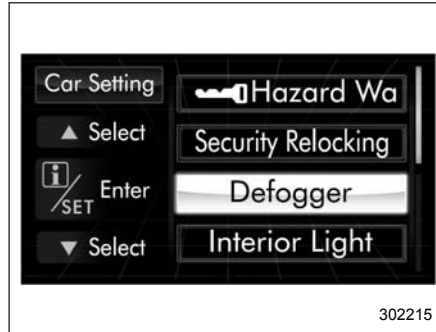 Car Setting
Hazard Wa
▲ Select
Security Relocking
i/SET Enter
Defogger
▼ Select
Interior Light
302215